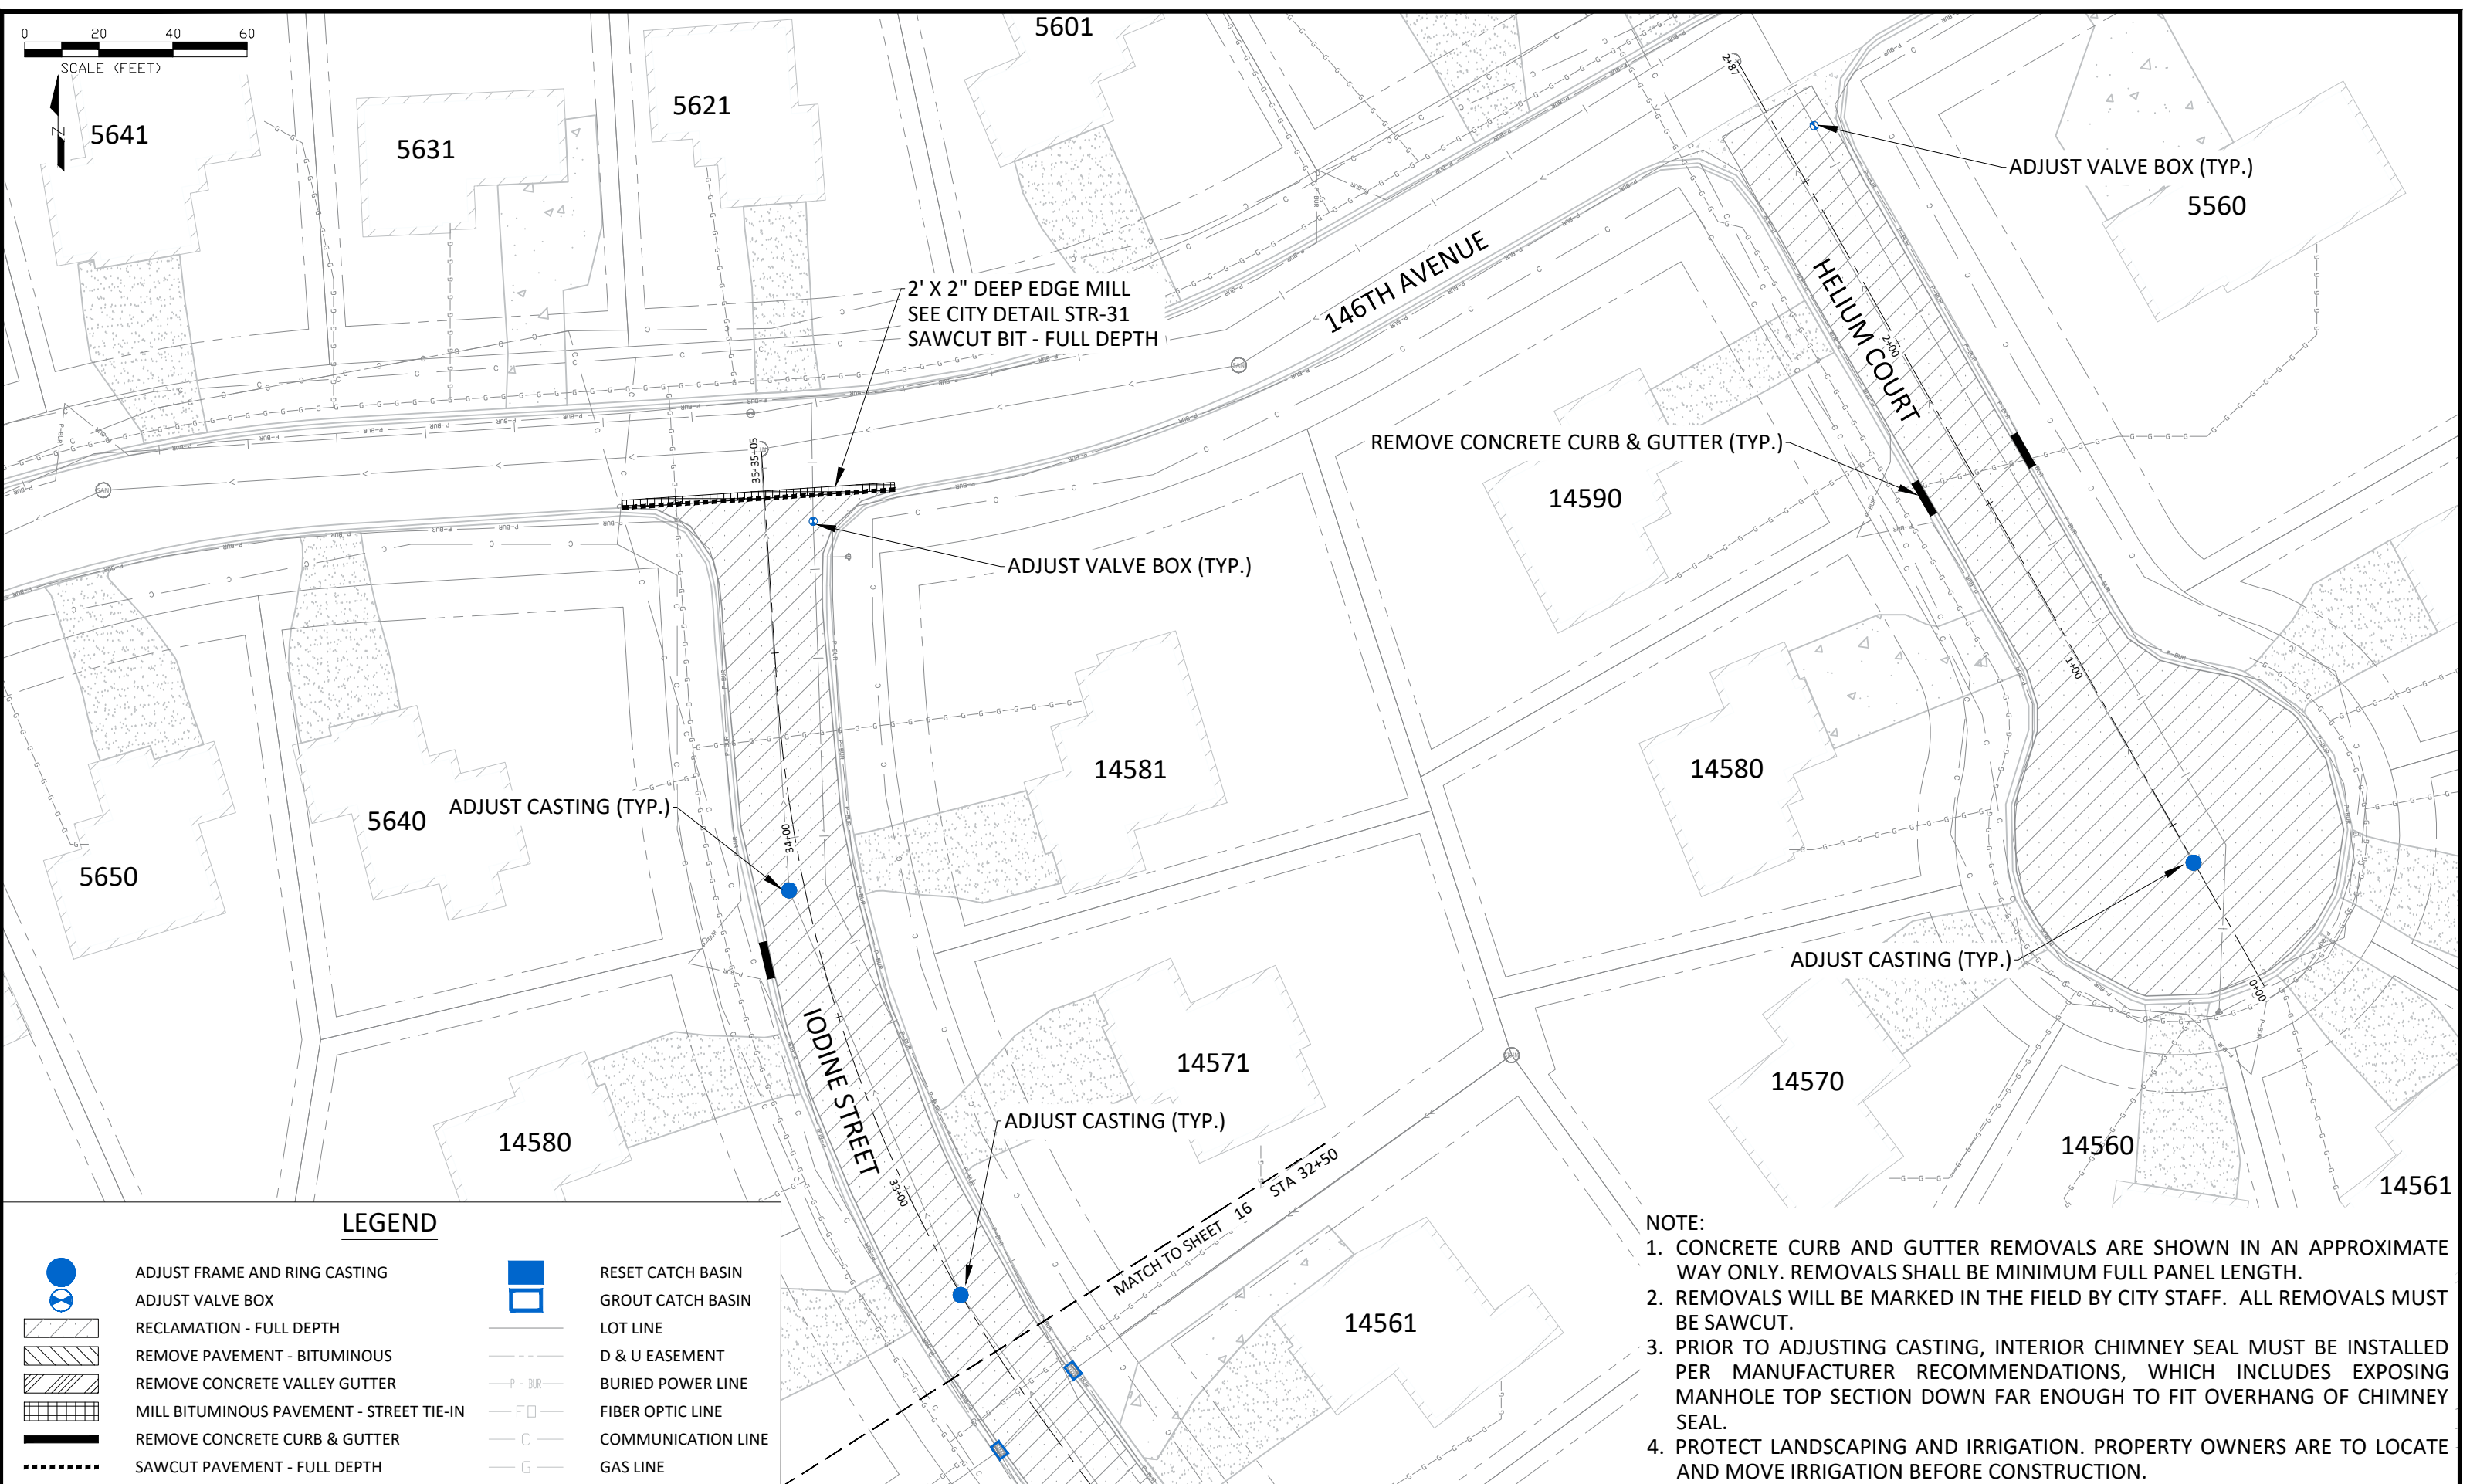 0 20 40 60
SCALE (FEET)
N
5601
5621
5641
5631
2+87
ADJUST VALVE BOX (TYP.)
5560
2' X 2" DEEP EDGE MILL
SEE CITY DETAIL STR-31
SAWCUT BIT - FULL DEPTH
146TH AVENUE
HELIUM COURT
2+00
REMOVE CONCRETE CURB & GUTTER (TYP.)
14590
ADJUST VALVE BOX (TYP.)
1+00
14581
14580
ADJUST CASTING (TYP.)
5640
34+00
5650
ADJUST CASTING (TYP.)
0+00
IODINE STREET
14571
14570
ADJUST CASTING (TYP.)
14580
14560
33+00
14561
MATCH TO SHEET 16 STA 32+50
14561
LEGEND
ADJUST FRAME AND RING CASTING
ADJUST VALVE BOX
RECLAMATION - FULL DEPTH
REMOVE PAVEMENT - BITUMINOUS
REMOVE CONCRETE VALLEY GUTTER
MILL BITUMINOUS PAVEMENT - STREET TIE-IN
REMOVE CONCRETE CURB & GUTTER
SAWCUT PAVEMENT - FULL DEPTH
RESET CATCH BASIN
GROUT CATCH BASIN
LOT LINE
D & U EASEMENT
P - BUR BURIED POWER LINE
FO FIBER OPTIC LINE
C COMMUNICATION LINE
G GAS LINE
NOTE:
1. CONCRETE CURB AND GUTTER REMOVALS ARE SHOWN IN AN APPROXIMATE
WAY ONLY. REMOVALS SHALL BE MINIMUM FULL PANEL LENGTH.
2. REMOVALS WILL BE MARKED IN THE FIELD BY CITY STAFF. ALL REMOVALS MUST
BE SAWCUT.
3. PRIOR TO ADJUSTING CASTING, INTERIOR CHIMNEY SEAL MUST BE INSTALLED
PER MANUFACTURER RECOMMENDATIONS, WHICH INCLUDES EXPOSING
MANHOLE TOP SECTION DOWN FAR ENOUGH TO FIT OVERHANG OF CHIMNEY
SEAL.
4. PROTECT LANDSCAPING AND IRRIGATION. PROPERTY OWNERS ARE TO LOCATE
AND MOVE IRRIGATION BEFORE CONSTRUCTION.